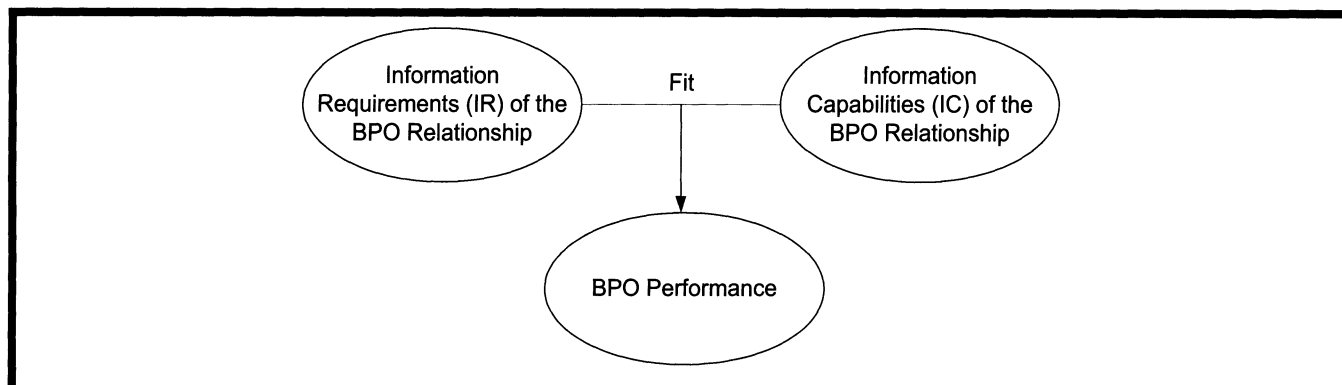 Information
Requirements (IR) of the
BPO Relationship
Fit
Information
Capabilities (IC) of the
BPO Relationship
BPO Performance